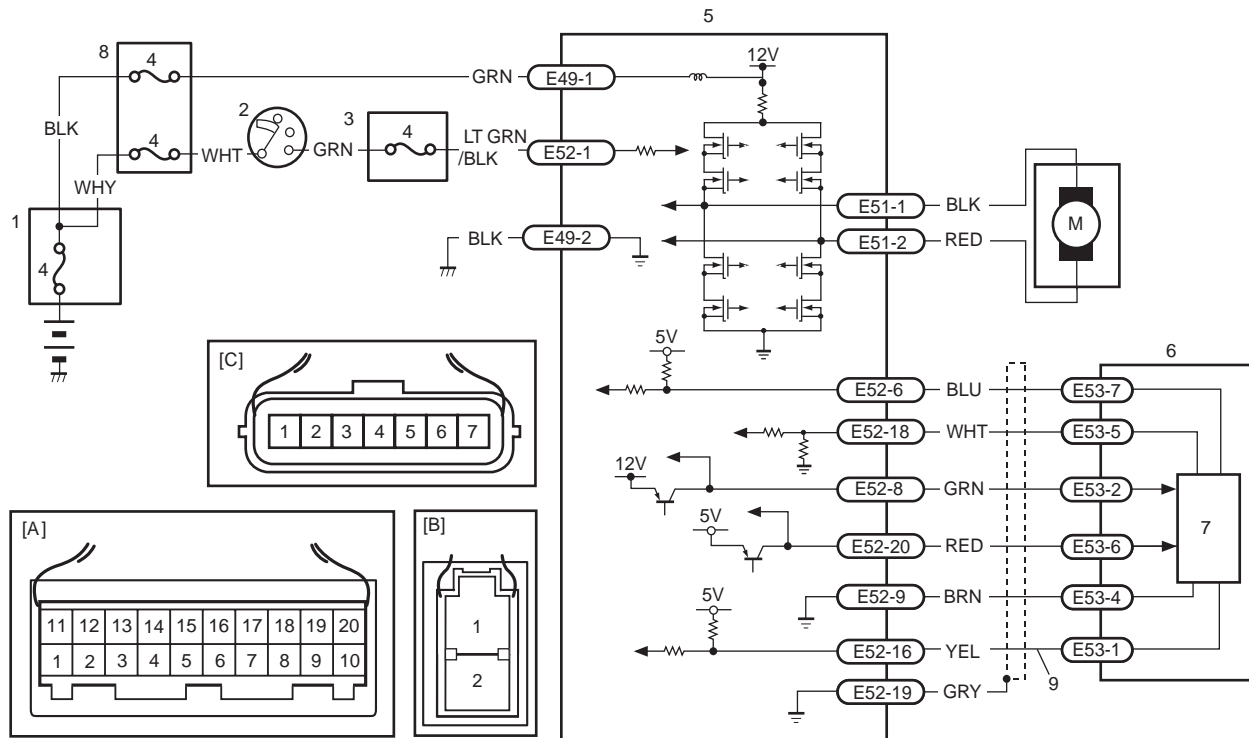 5
8
4
12V
GRN
E49-1
BLK
2
3
4
WHT
GRN
4
LT GRN
/BLK
E52-1
WHY
1
4
BLK
E49-2
E51-1
BLK
E51-2
RED
M
[C]
1 2 3 4 5 6 7
5V
6
E52-6
BLU
E53-7
E52-18
WHT
E53-5
12V
E52-8
GRN
E53-2
5V
E52-20
RED
E53-6
7
E52-9
BRN
E53-4
5V
E52-16
YEL
E53-1
9
E52-19
GRY
[A]
11 12 13 14 15 16 17 18 19 20
1 2 3 4 5 6 7 8 9 10
[B]
1
2